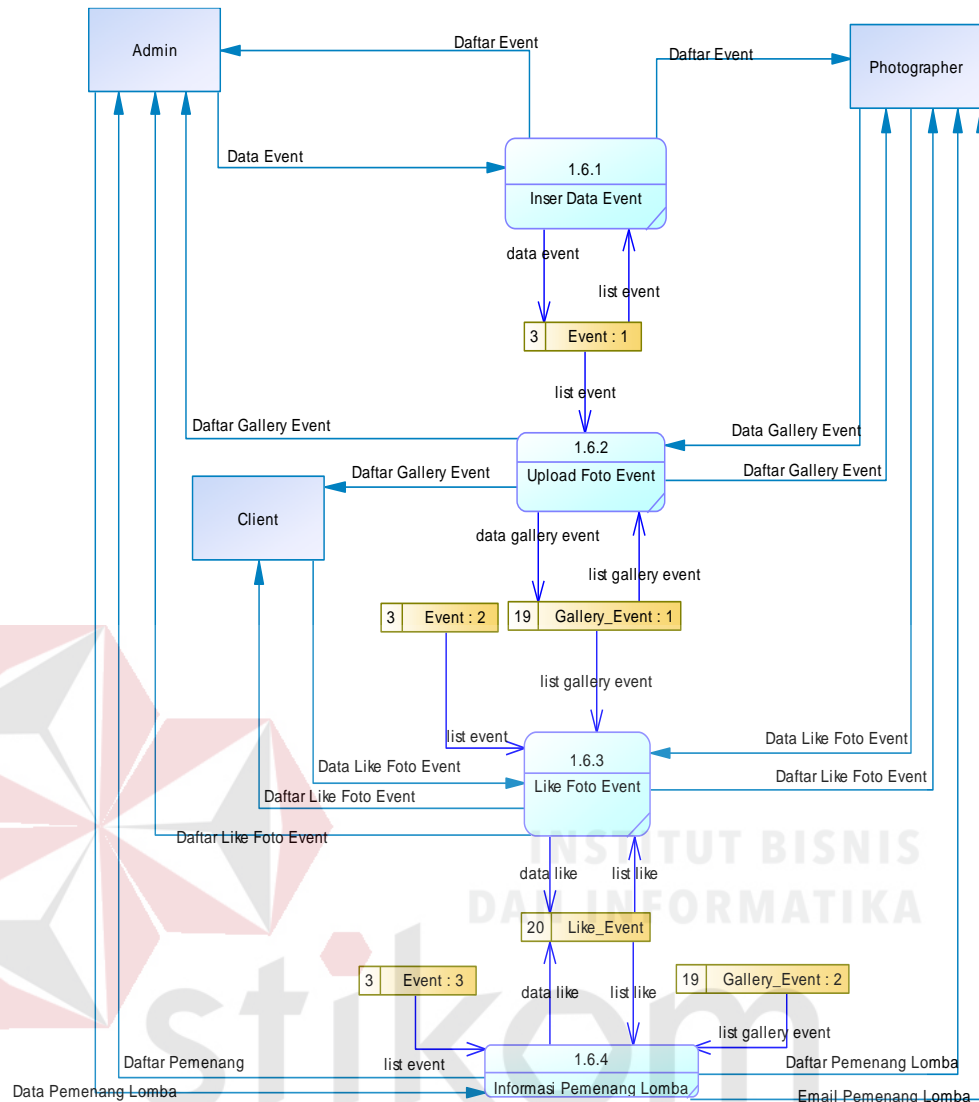 Admin
Daftar Event
Daftar Event
Photographer
Data Event
1.6.1
Inser Data Event
data event
list event
3 Event : 1
list event
Daftar Gallery Event
1.6.2
Data Gallery Event
Upload Foto Event
Daftar Gallery Event
Daftar Gallery Event
Client
data gallery event
list gallery event
3 Event : 2
19 Gallery_Event : 1
list gallery event
list event
Data Like Foto Event
1.6.3
Data Like Foto Event
Like Foto Event
Daftar Like Foto Event
Daftar Like Foto Event
Daftar Like Foto Event
INSTITUT BISNIS
DAN INFORMATIKA
data like
list like
20 Like_Event
stikom
3 Event : 3
data like
list like
19 Gallery_Event : 2
list gallery event
list event
Daftar Pemenang
1.6.4
Daftar Pemenang Lomba
Data Pemenang Lomba
Informasi Pemenang Lomba
Email Pemenang Lomba